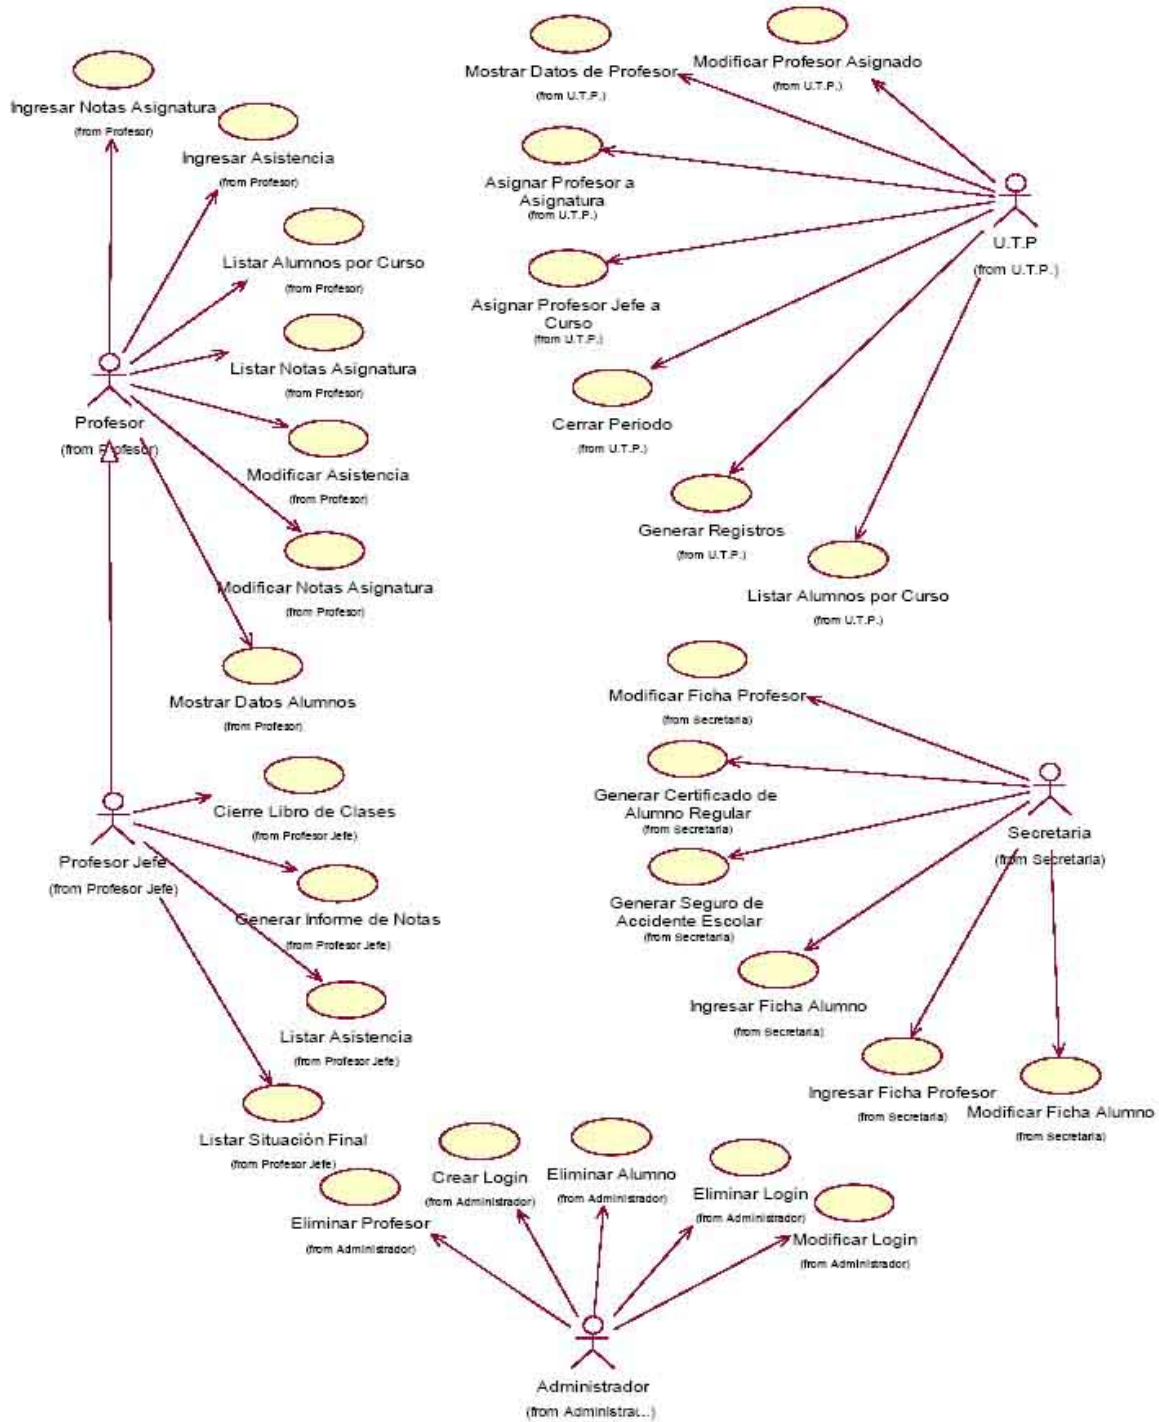 Ingresar Notas Asignatura
(from Profesor)
Ingresar Asistencia
(from Profesor)
Listar Alumnos por Curso
(from Profesor)
Listar Notas Asignatura
(from Profesor)
Profesor
(from Profesor)
Modificar Asistencia
(from Profesor)
Modificar Notas Asignatura
(from Profesor)
Mostrar Datos Alumnos
(from Profesor)
Cierre Libro de Clases
(from Profesor Jefe)
Profesor Jefe
(from Profesor Jefe)
Generar Informe de Notas
(from Profesor Jefe)
Listar Asistencia
(from Profesor Jefe)
Listar Situación Final
(from Profesor Jefe)
Mostrar Datos de Profesor
(from U.T.P.)
Modificar Profesor Asignado
(from U.T.P.)
Asignar Profesor a
Asignatura
(from U.T.P.)
U.T.P
(from U.T.P.)
Asignar Profesor Jefe a
Curso
(from U.T.P.)
Cerrar Periodo
(from U.T.P.)
Generar Registros
(from U.T.P.)
Listar Alumnos por Curso
(from U.T.P.)
Modificar Ficha Profesor
(from Secretaria)
Generar Certificado de
Alumno Regular
(from Secretaria)
Secretaria
(from Secretaria)
Generar Seguro de
Accidente Escolar
(from Secretaria)
Ingresar Ficha Alumno
(from Secretaria)
Ingresar Ficha Profesor
(from Secretaria)
Modificar Ficha Alumno
(from Secretaria)
Eliminar Profesor
(from Administrador)
Crear Login
(from Administrador)
Eliminar Alumno
(from Administrador)
Eliminar Login
(from Administrador)
Modificar Login
(from Administrador)
Administrador
(from Administrai...)